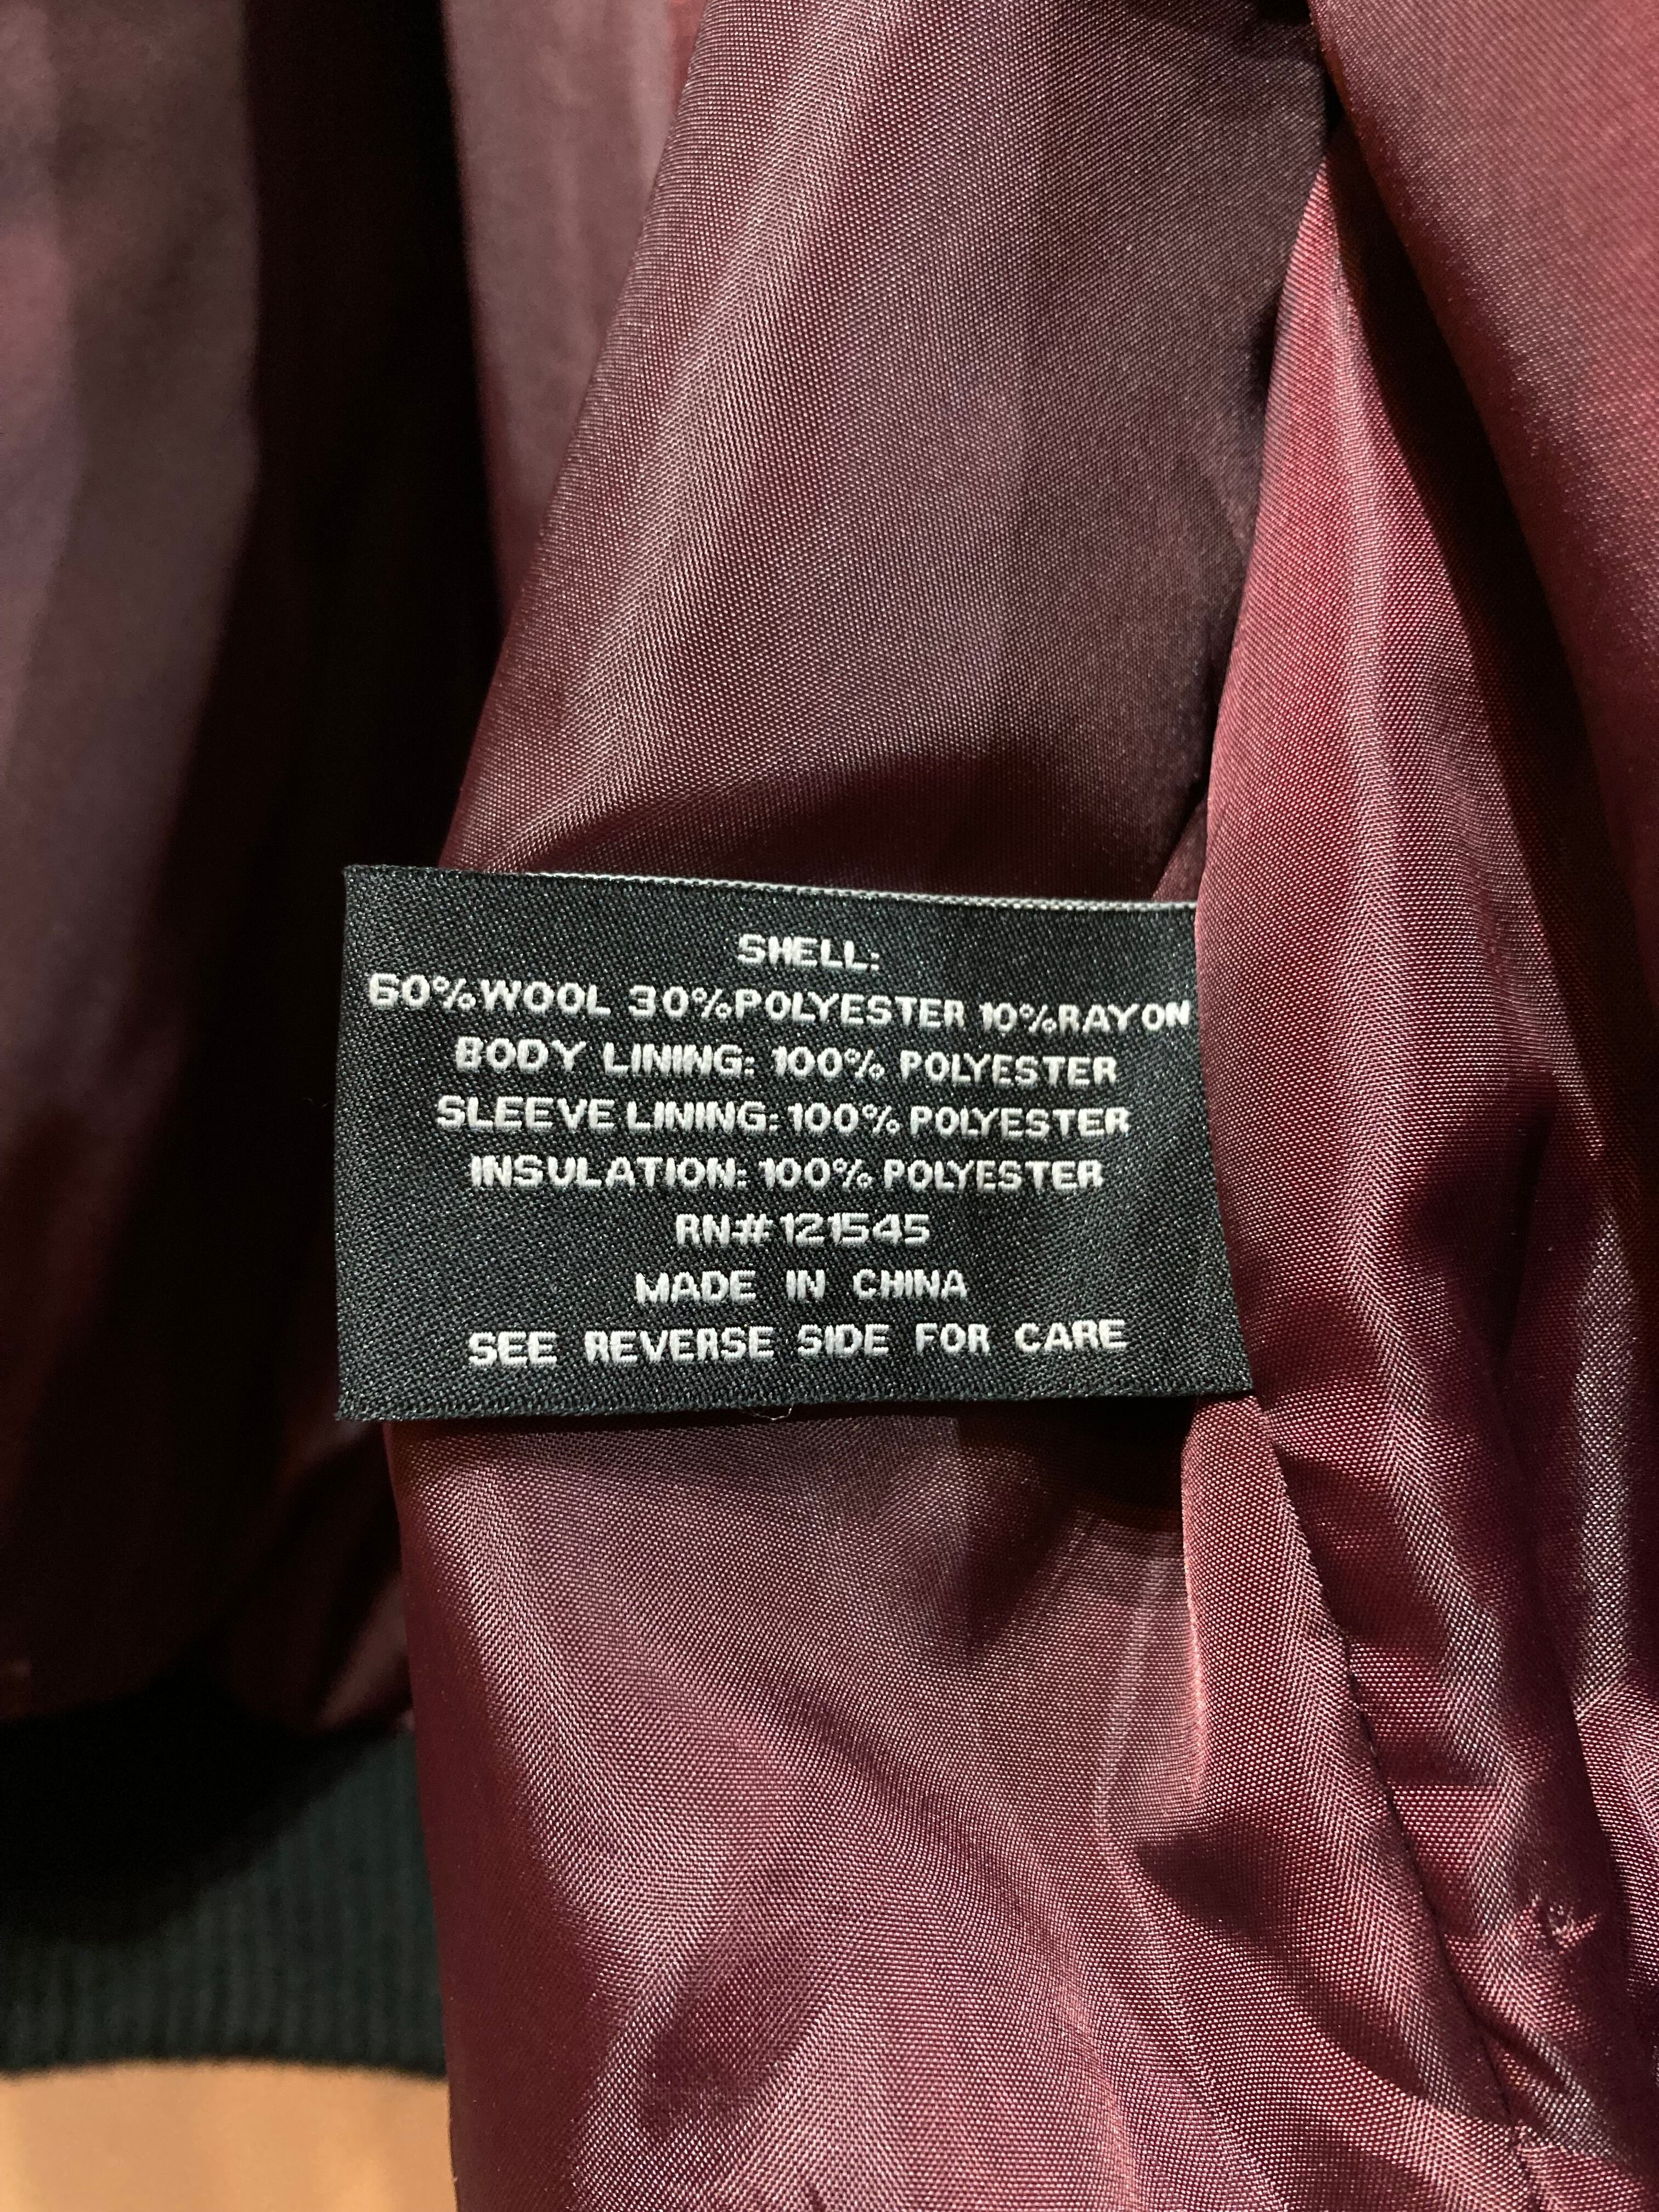 SHELL:
60%WOOL 30%POLYESTER 10%RAYON
BODY LINING: 100% POLYESTER
SLEEVE LINING: 100% POLYESTER
INSULATION: 100% POLYESTER
RN#121545
MADE IN CHINA
SEE REVERSE SIDE FOR CARE